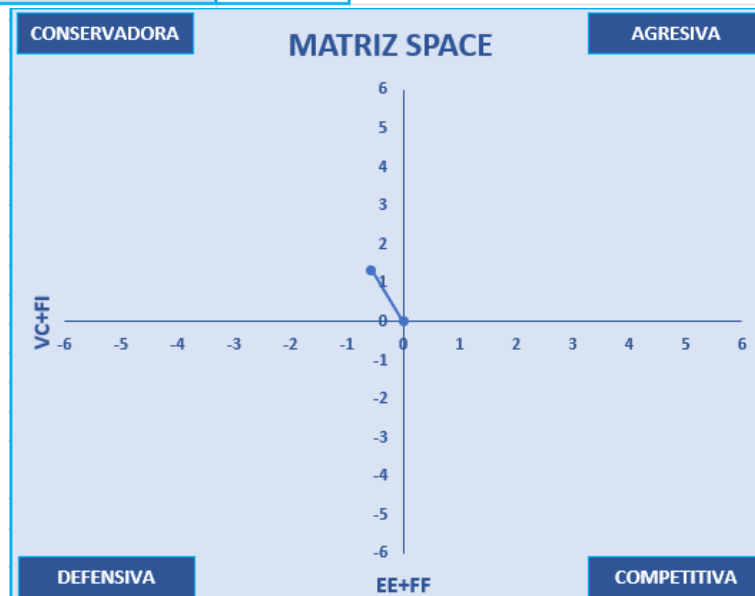 CONSERVADORA
MATRIZ SPACE
AGRESIVA
6
5
4
3
2
1
0
-1
-2
-3
-4
-5
-6
VC+FI
-6 -5 -4 -3 -2 -1 0 1 2 3 4 5 6
DEFENSIVA
EE+FF
COMPETITIVA